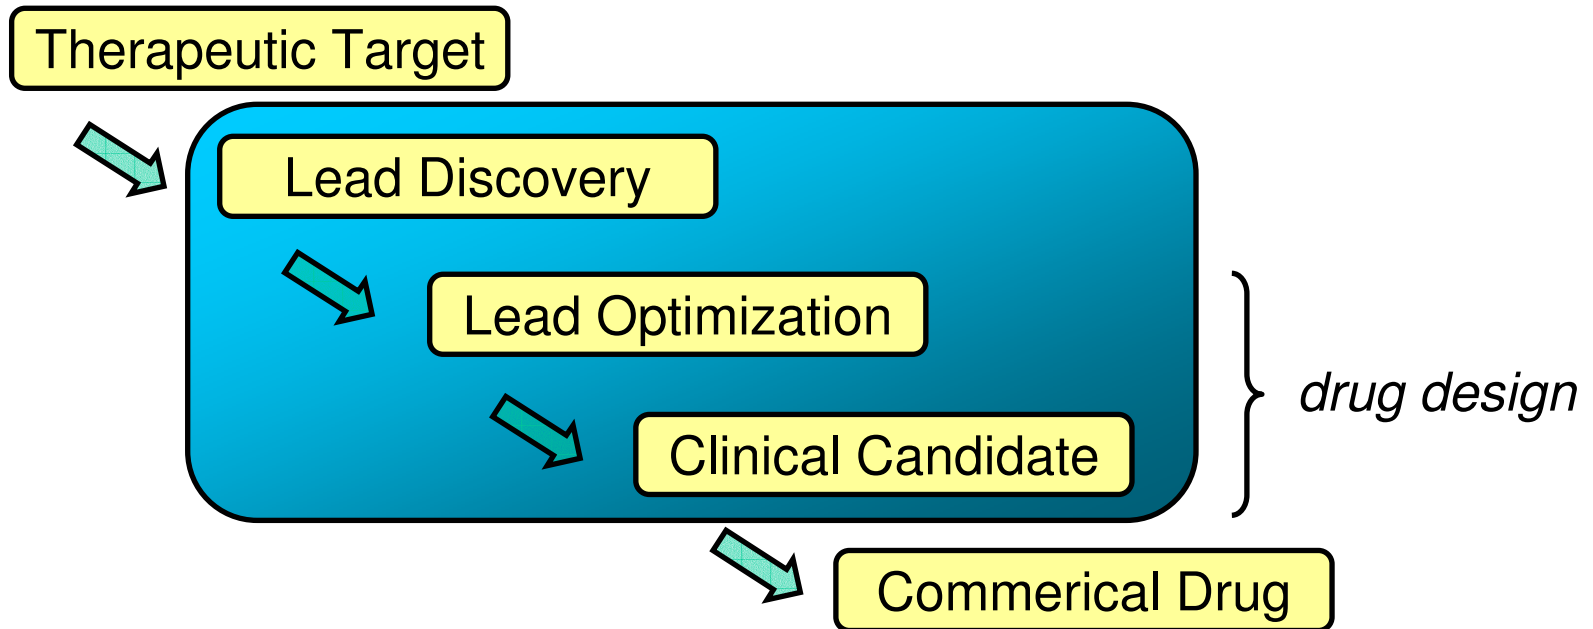 Therapeutic Target
Lead Discovery
Lead Optimization
drug design
Clinical Candidate
Commerical Drug